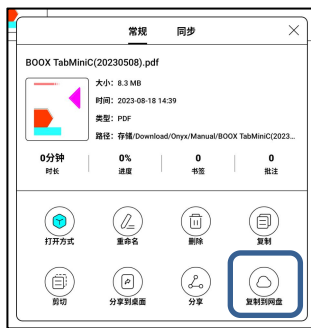 常规 同步
BOOX TabMiniC(20230508).pdf
大小: 8.3 MB
时间: 2023-08-18 14:39
类型: PDF
路径: 存储/Download/Onyx/Manual/BOOX TabMiniC(2023...
0分钟 0% 0 0
时长 进度 书签 批注
打开方式 重命名 删除 复制
剪切 分享到桌面 分享 复制到网盘